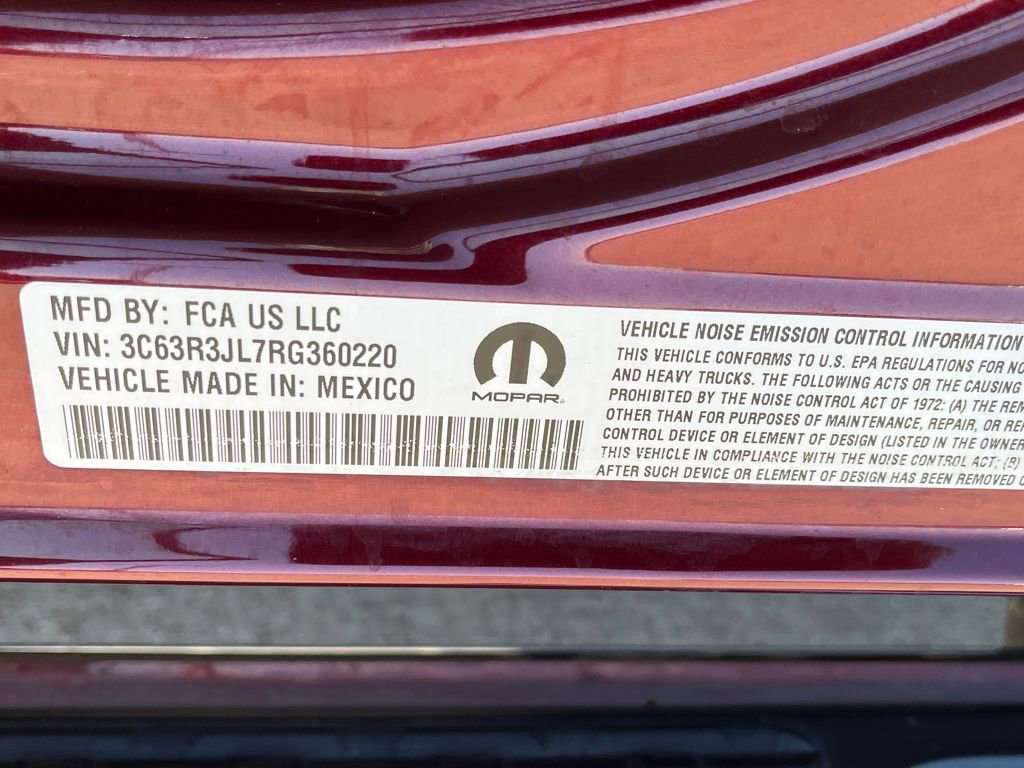 MFD BY: FCA US LLC
VIN: 3C63R3JL7RG360220
VEHICLE MADE IN: MEXICO
MOPAR®
VEHICLE NOISE EMISSION CONTROL INFORMATION
THIS VEHICLE CONFORMS TO U.S. EPA REGULATIONS FOR NO
AND HEAVY TRUCKS. THE FOLLOWING ACTS OR THE CAUSING
PROHIBITED BY THE NOISE CONTROL ACT OF 1972: (A) THE REM
OTHER THAN FOR PURPOSES OF MAINTENANCE, REPAIR, OR REP
CONTROL DEVICE OR ELEMENT OF DESIGN (LISTED IN THE OWNER
THIS VEHICLE IN COMPLIANCE WITH THE NOISE CONTROL ACT; (B)
AFTER SUCH DEVICE OR ELEMENT OF DESIGN HAS BEEN REMOVED O